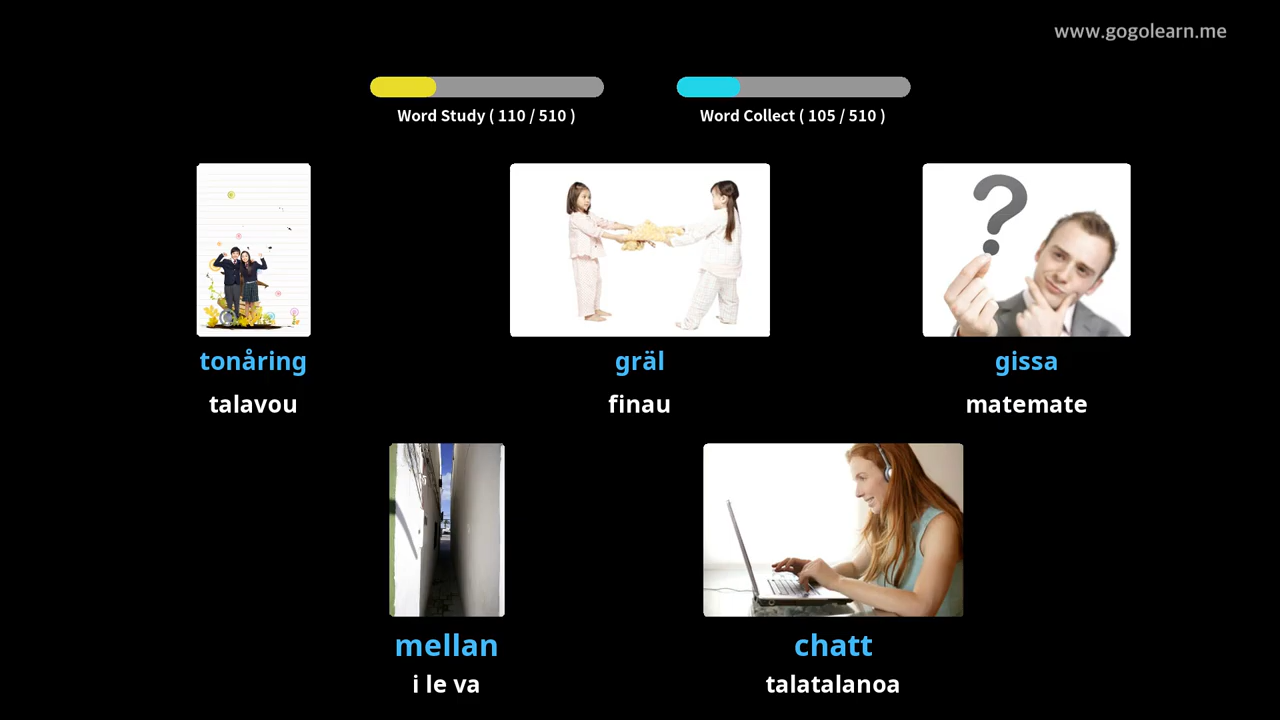 www.gogolearn.me
Word Study ( 110 / 510 )
Word Collect ( 105 / 510 )
tonåring
talavou
gräl
finau
gissa
matemate
mellan
i le va
chatt
talatalanoa